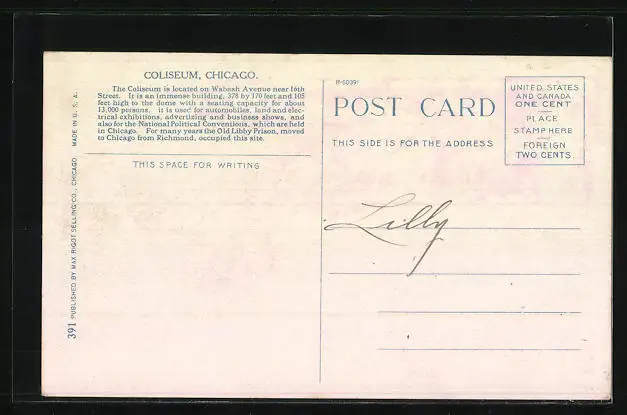 COLISEUM, CHICAGO.
The Coliseum is located on Wabash Avenue near 16th
Street. It is an immense building, 378 by 170 feet and 105
feet high to the dome with a seating capacity for about
13,000 persons. it is used for automobiles, land and elec-
trical exhibitions, advertizing and business shows, and
also for the National Political Conventions, which are held
in Chicago. For many years the Old Libby Prison, moved
to Chicago from Richmond, occupied this site.
THIS SPACE FOR WRITING
391 PUBLISHED BY MAX RIGOT SELLING CO., CHICAGO MADE IN U. S. A.
R-60391
POST CARD
THIS SIDE IS FOR THE ADDRESS
UNITED STATES
AND CANADA
ONE CENT
PLACE
STAMP HERE
FOREIGN
TWO CENTS
Lilly